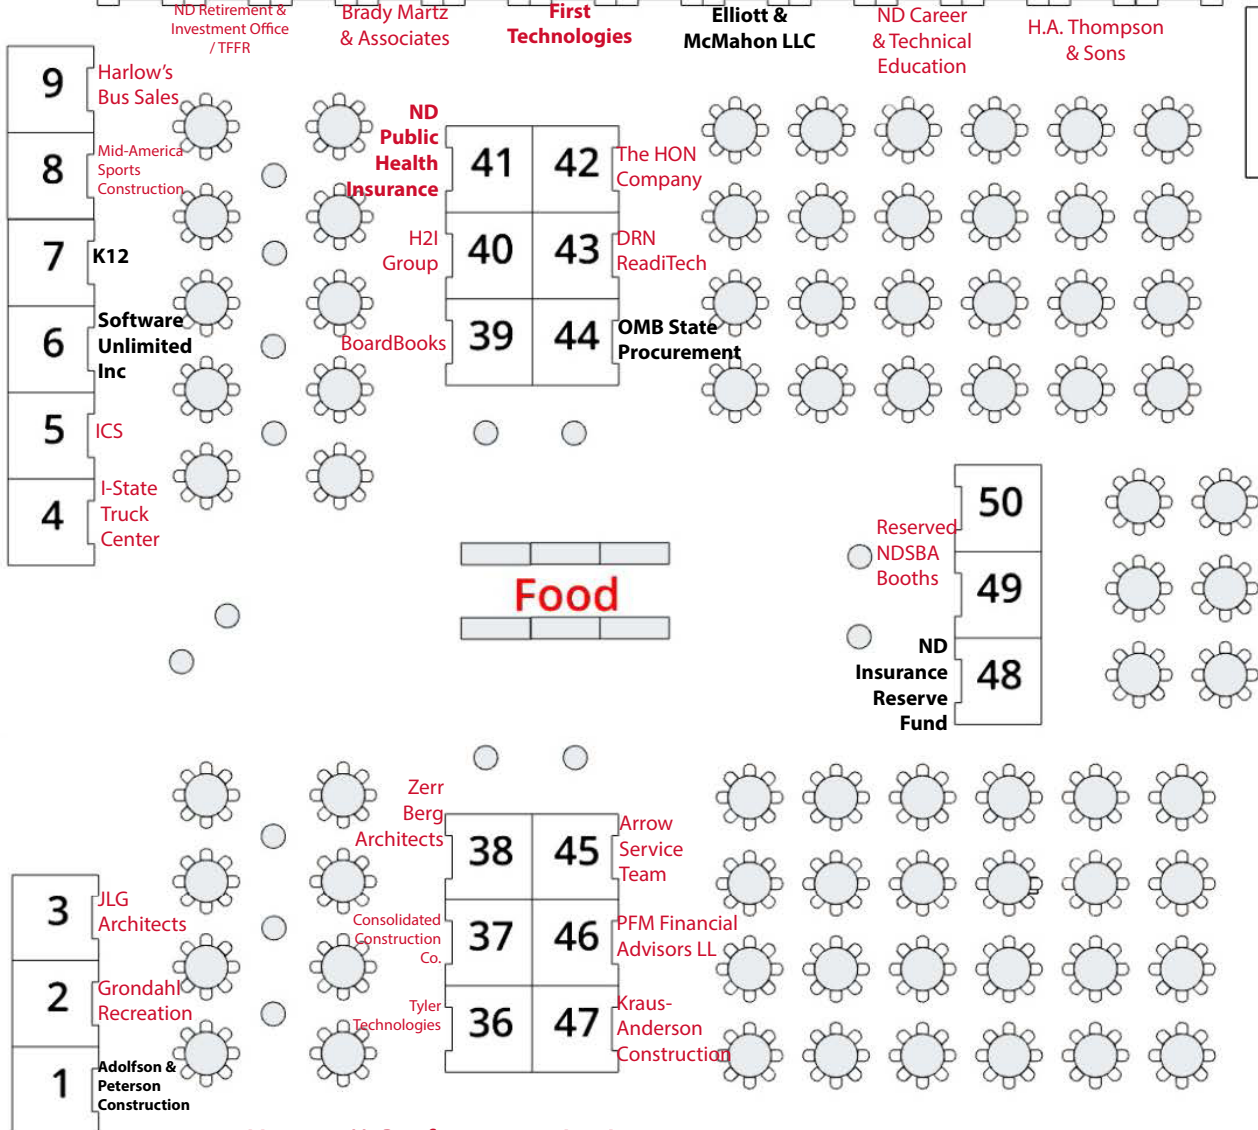 ND Retirement &
Investment Office
/ TFFR
Brady Martz
& Associates
First
Technologies
Elliott &
McMahon LLC
ND Career
& Technical
Education
H.A. Thompson
& Sons
9
Harlow's
Bus Sales
8
Mid-America
Sports
Construction
7
K12
6
Software
Unlimited
Inc
5
ICS
4
I-State
Truck
Center
ND
Public
Health
Insurance
41
42
The HON
Company
H2I
Group
40
43
DRN
ReadiTech
BoardBooks
39
44
OMB State
Procurement
Food
50
Reserved
NDSBA
Booths
49
ND
Insurance
Reserve
Fund
48
Zerr
Berg
Architects
38
45
Arrow
Service
Team
Consolidated
Construction
Co.
37
46
PFM Financial
Advisors LL
Tyler
Technologies
36
47
Kraus-
Anderson
Construction
3
JLG
Architects
2
Grondahl
Recreation
1
Adolfson &
Peterson
Construction